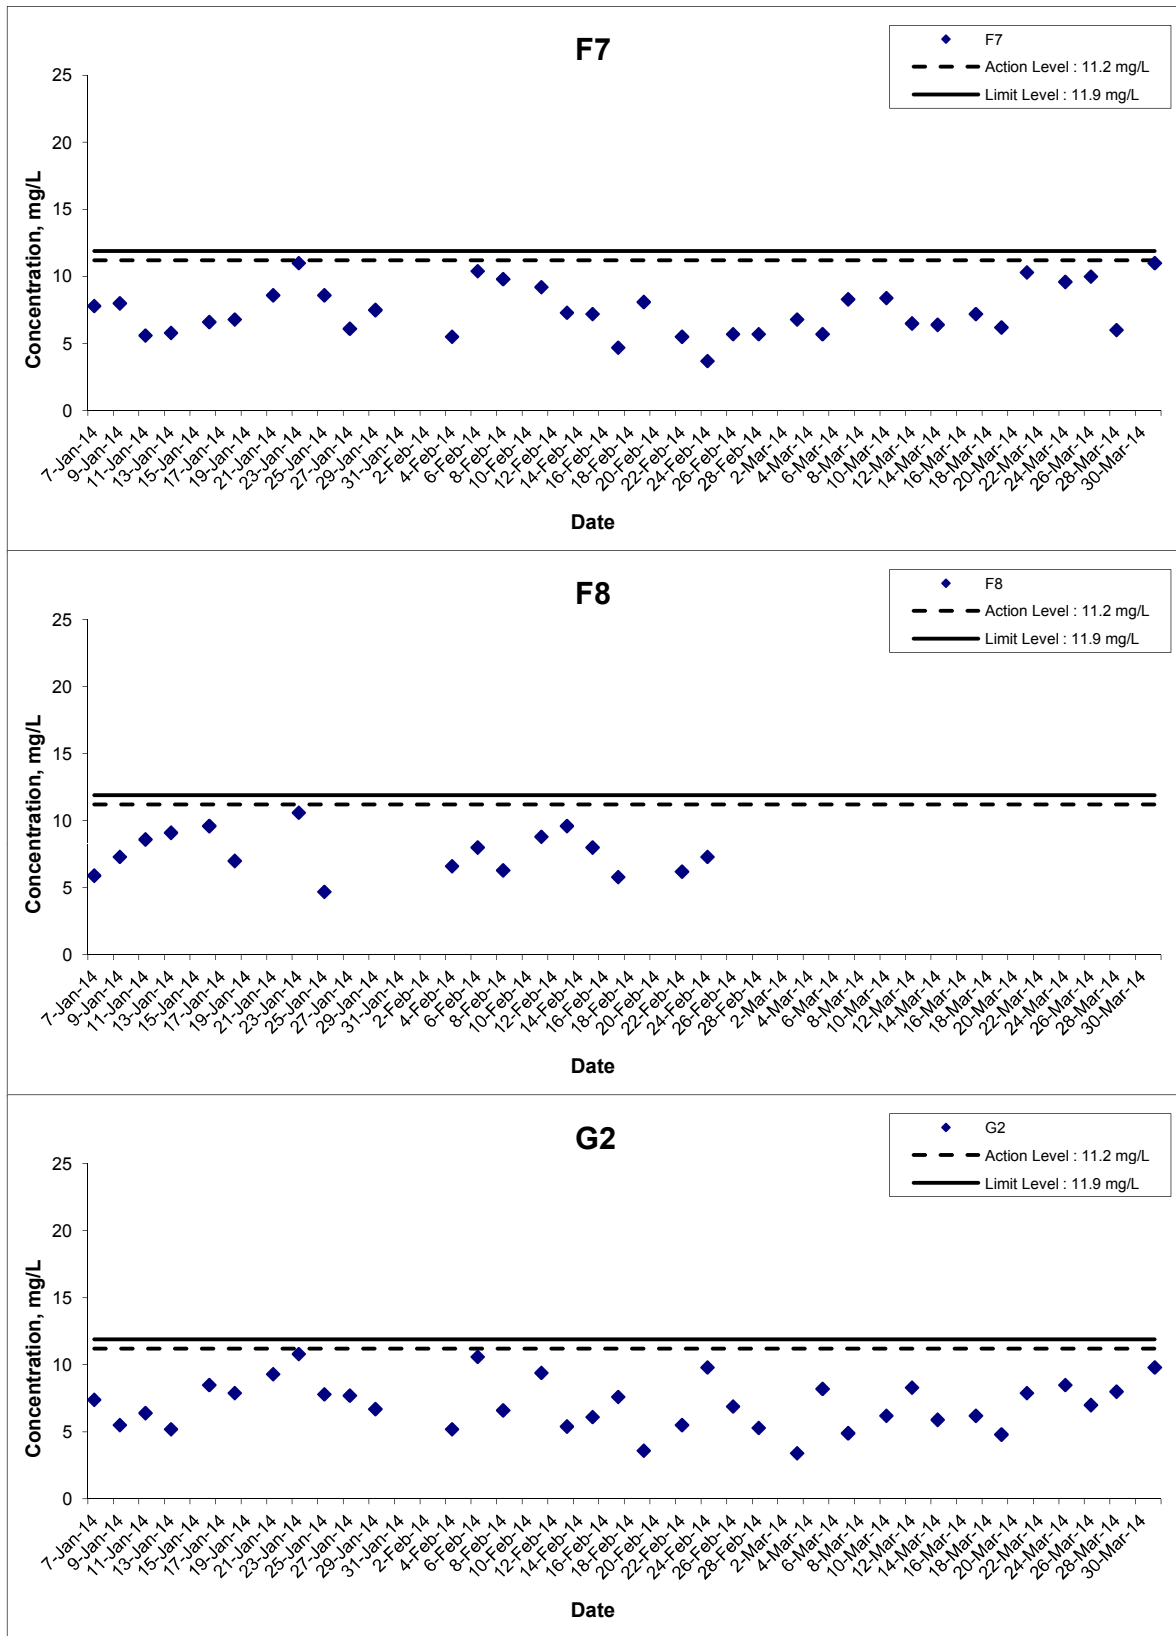 F7
F7
Action Level : 11.2 mg/L
Limit Level : 11.9 mg/L
25
20
15
10
5
0
Concentration, mg/L
7-Jan-14
9-Jan-14
11-Jan-14
13-Jan-14
15-Jan-14
17-Jan-14
19-Jan-14
21-Jan-14
23-Jan-14
25-Jan-14
27-Jan-14
29-Jan-14
31-Jan-14
2-Feb-14
4-Feb-14
6-Feb-14
8-Feb-14
10-Feb-14
12-Feb-14
14-Feb-14
16-Feb-14
18-Feb-14
20-Feb-14
22-Feb-14
24-Feb-14
26-Feb-14
28-Feb-14
2-Mar-14
4-Mar-14
6-Mar-14
8-Mar-14
10-Mar-14
12-Mar-14
14-Mar-14
16-Mar-14
18-Mar-14
20-Mar-14
22-Mar-14
24-Mar-14
26-Mar-14
28-Mar-14
30-Mar-14
Date
F8
F8
Action Level : 11.2 mg/L
Limit Level : 11.9 mg/L
25
20
15
10
5
0
Concentration, mg/L
7-Jan-14
9-Jan-14
11-Jan-14
13-Jan-14
15-Jan-14
17-Jan-14
19-Jan-14
21-Jan-14
23-Jan-14
25-Jan-14
27-Jan-14
29-Jan-14
31-Jan-14
2-Feb-14
4-Feb-14
6-Feb-14
8-Feb-14
10-Feb-14
12-Feb-14
14-Feb-14
16-Feb-14
18-Feb-14
20-Feb-14
22-Feb-14
24-Feb-14
26-Feb-14
28-Feb-14
2-Mar-14
4-Mar-14
6-Mar-14
8-Mar-14
10-Mar-14
12-Mar-14
14-Mar-14
16-Mar-14
18-Mar-14
20-Mar-14
22-Mar-14
24-Mar-14
26-Mar-14
28-Mar-14
30-Mar-14
Date
G2
G2
Action Level : 11.2 mg/L
Limit Level : 11.9 mg/L
25
20
15
10
5
0
Concentration, mg/L
7-Jan-14
9-Jan-14
11-Jan-14
13-Jan-14
15-Jan-14
17-Jan-14
19-Jan-14
21-Jan-14
23-Jan-14
25-Jan-14
27-Jan-14
29-Jan-14
31-Jan-14
2-Feb-14
4-Feb-14
6-Feb-14
8-Feb-14
10-Feb-14
12-Feb-14
14-Feb-14
16-Feb-14
18-Feb-14
20-Feb-14
22-Feb-14
24-Feb-14
26-Feb-14
28-Feb-14
2-Mar-14
4-Mar-14
6-Mar-14
8-Mar-14
10-Mar-14
12-Mar-14
14-Mar-14
16-Mar-14
18-Mar-14
20-Mar-14
22-Mar-14
24-Mar-14
26-Mar-14
28-Mar-14
30-Mar-14
Date